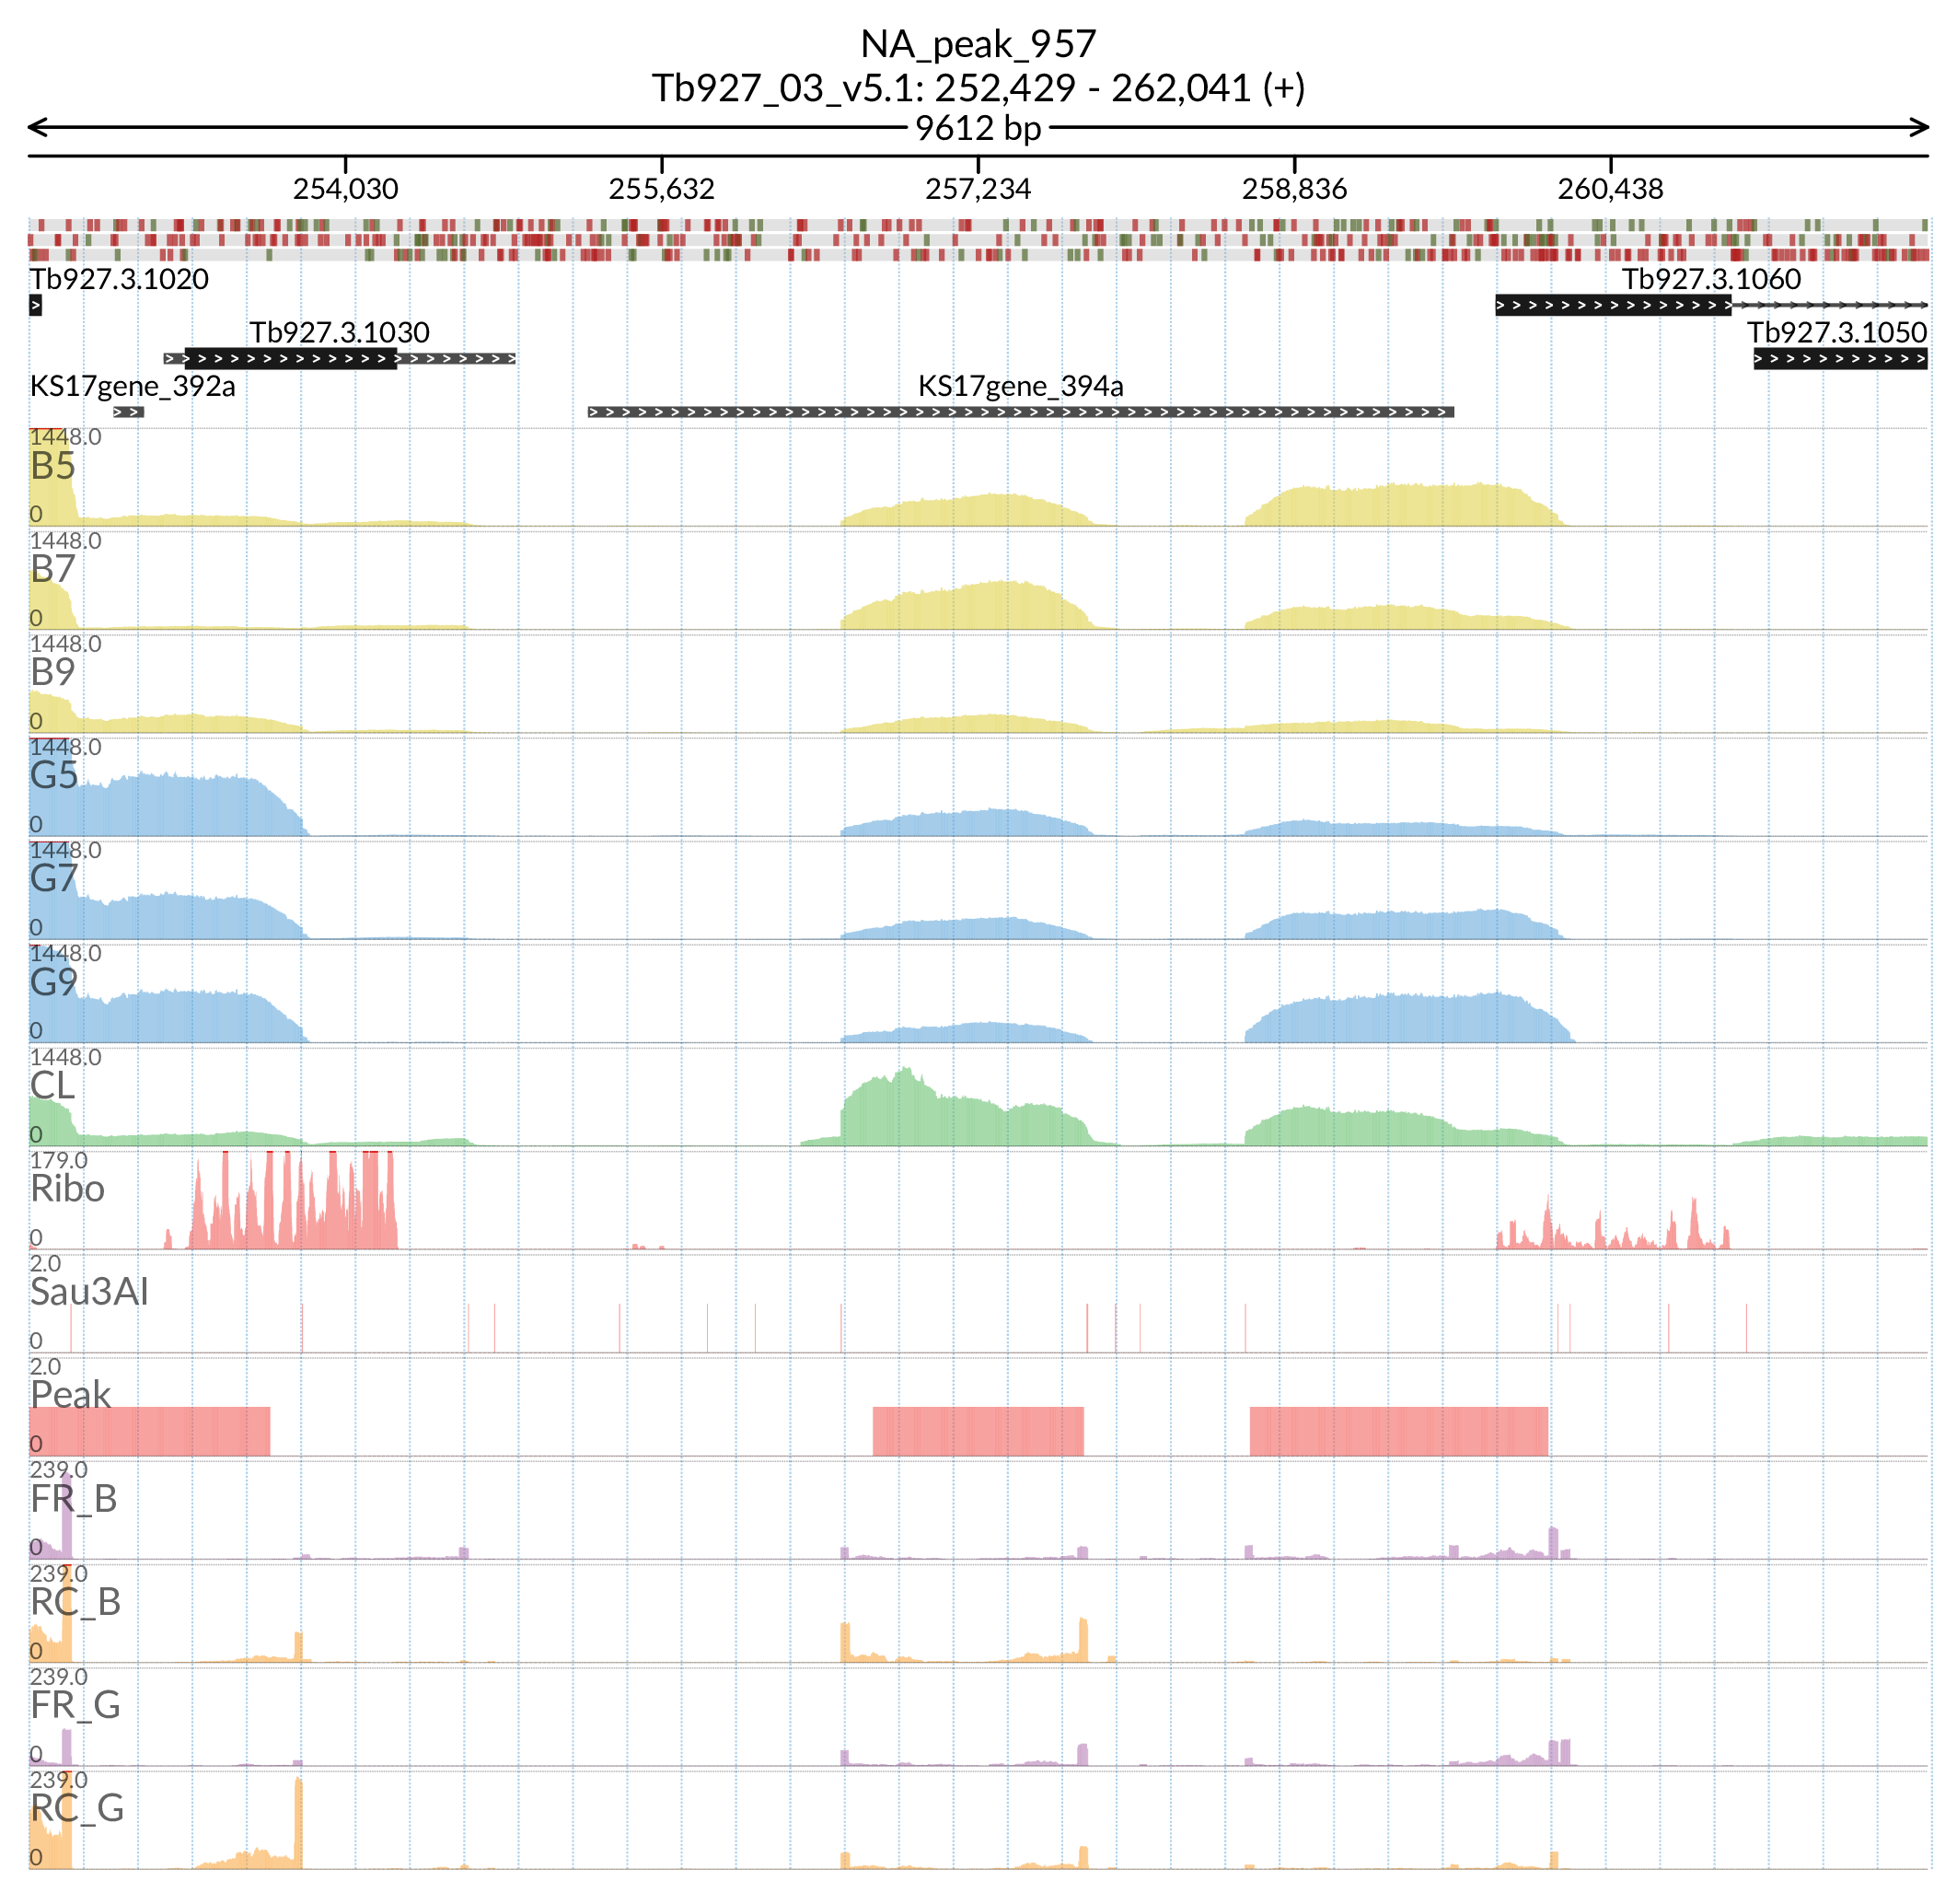 NA_peak_957
Tb927_03_v5.1: 252,429 - 262,041 (+)
9612 bp
254,030 255,632 257,234 258,836 260,438
Tb927.3.1020 Tb927.3.1060
Tb927.3.1030 Tb927.3.1050
KS17gene_392a KS17gene_394a
1448.0
B5
0
1448.0
B7
0
1448.0
B9
0
1448.0
G5
0
1448.0
G7
0
1448.0
G9
0
1448.0
CL
0
179.0
Ribo
0
2.0
Sau3AI
0
2.0
Peak
0
239.0
FR_B
0
239.0
RC_B
0
239.0
FR_G
0
239.0
RC_G
0